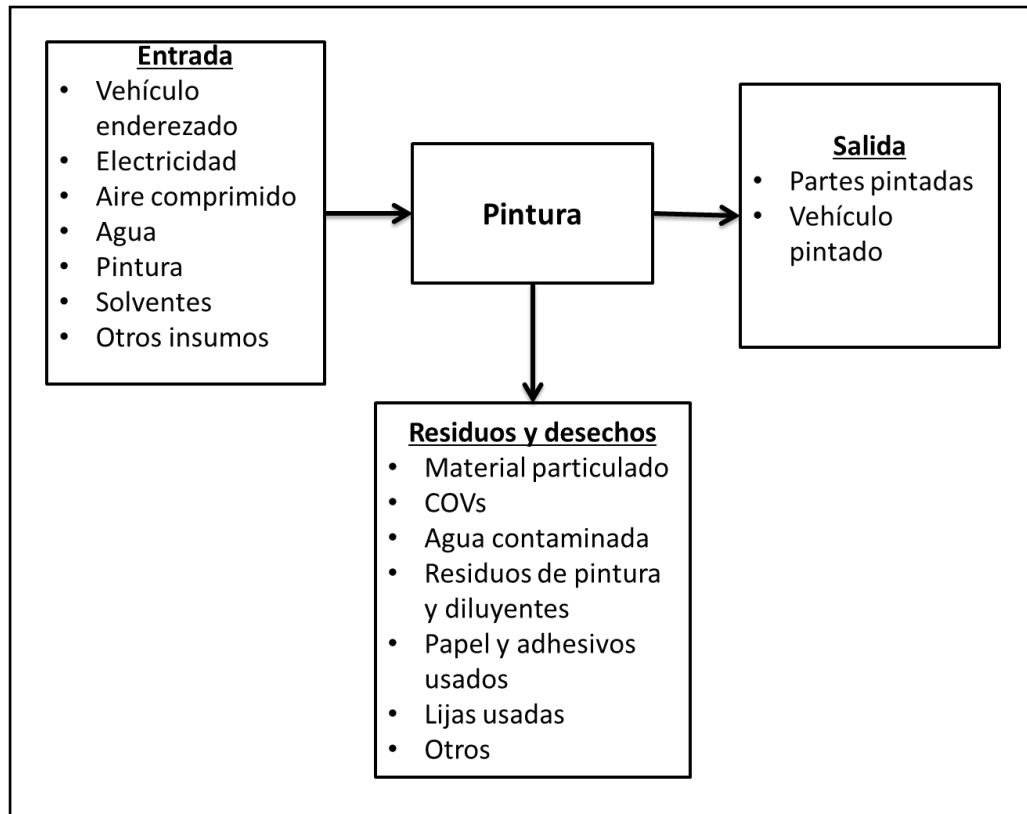 Entrada
• Vehículo
enderezado
• Electricidad
• Aire comprimido
• Agua
• Pintura
• Solventes
• Otros insumos
Pintura
Salida
• Partes pintadas
• Vehículo
pintado
Residuos y desechos
• Material particulado
• COVs
• Agua contaminada
• Residuos de pintura
y diluyentes
• Papel y adhesivos
usados
• Lijas usadas
• Otros